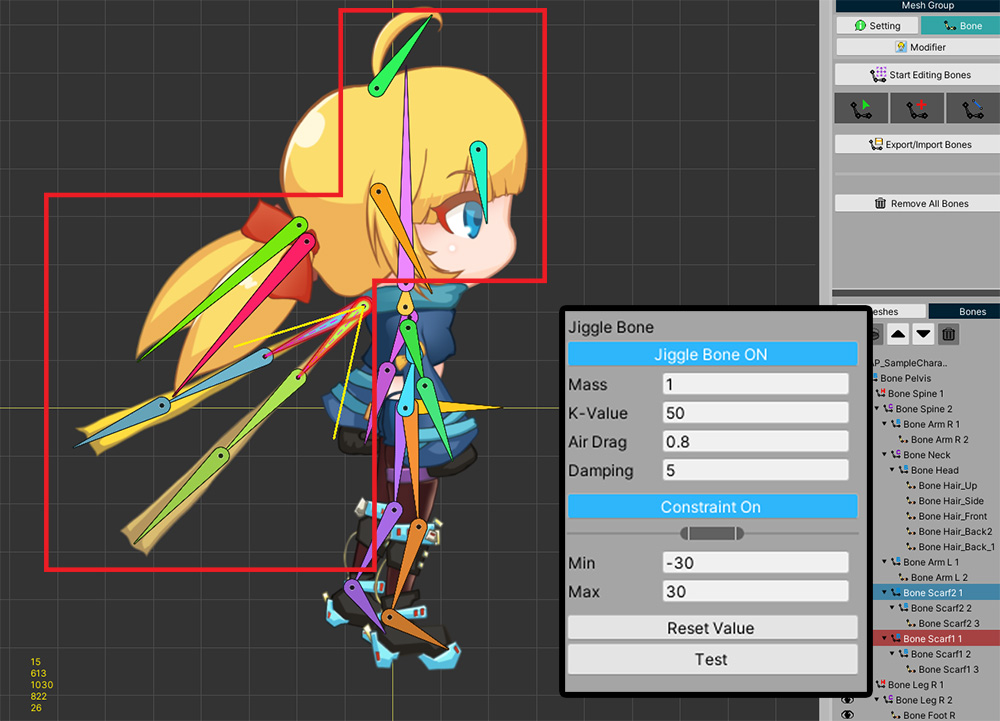 Mesh Group
Setting
Bone
Modifier
Start Editing Bones
Export/Import Bones
Remove All Bones
Bones
Jiggle Bone
Jiggle Bone ON
Mass
1
K-Value
50
Air Drag
0.8
Damping
5
Constraint On
Min
-30
Max
30
Reset Value
Test
Bone Pelvis
Bone Spine 1
Bone Spine 2
Bone Arm R 1
Bone Arm R 2
Bone Neck
Bone Head
Bone Hair_Up
Bone Hair_Side
Bone Hair_Front
Bone Hair_Back2
Bone Hair_Back_1
Bone Arm L 1
Bone Arm L 2
Bone Scarf2 1
Bone Scarf2 2
Bone Scarf2 3
Bone Scarf1 1
Bone Scarf1 2
Bone Scarf1 3
Bone Leg R 1
Bone Leg R 2
Bone Foot R
15
613
1030
822
26